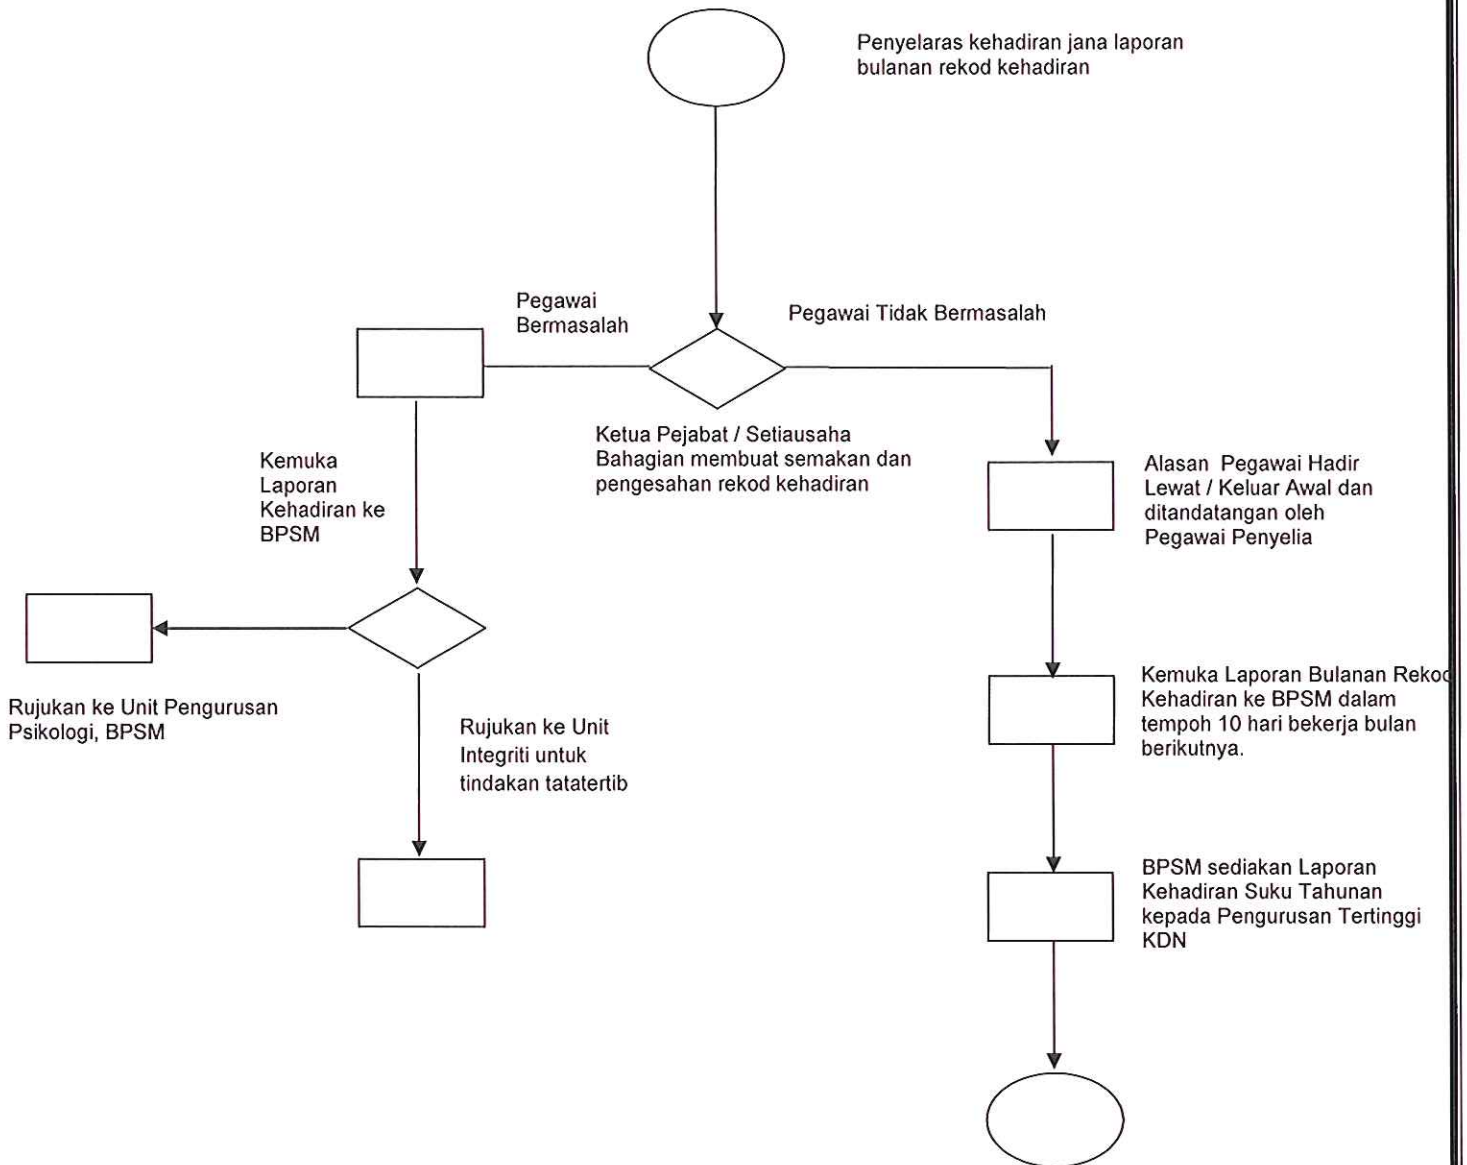 Penyelaras kehadiran jana laporan
bulanan rekod kehadiran
Pegawai
Bermasalah
Pegawai Tidak Bermasalah
Ketua Pejabat / Setiausaha
Bahagian membuat semakan dan
pengesahan rekod kehadiran
Kemuka
Laporan
Kehadiran ke
BPSM
Alasan Pegawai Hadir
Lewat / Keluar Awal dan
ditandatangan oleh
Pegawai Penyelia
Rujukan ke Unit Pengurusan
Psikologi, BPSM
Rujukan ke Unit
Integriti untuk
tindakan tatatertib
Kemuka Laporan Bulanan Rekod
Kehadiran ke BPSM dalam
tempoh 10 hari bekerja bulan
berikutnya.
BPSM sediakan Laporan
Kehadiran Suku Tahunan
kepada Pengurusan Tertinggi
KDN